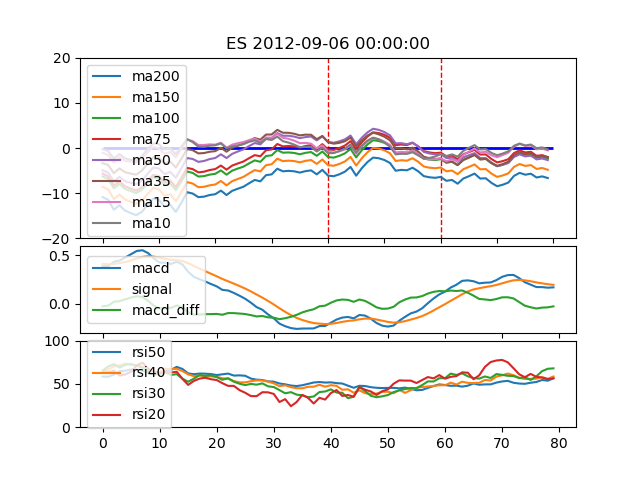 ES 2012-09-06 00:00:00
20
10
0
−10
−20
ma200
ma150
ma100
ma75
ma50
ma35
ma15
ma10
0.5
0.0
macd
signal
macd_diff
100
50
0
rsi50
rsi40
rsi30
rsi20
0 10 20 30 40 50 60 70 80